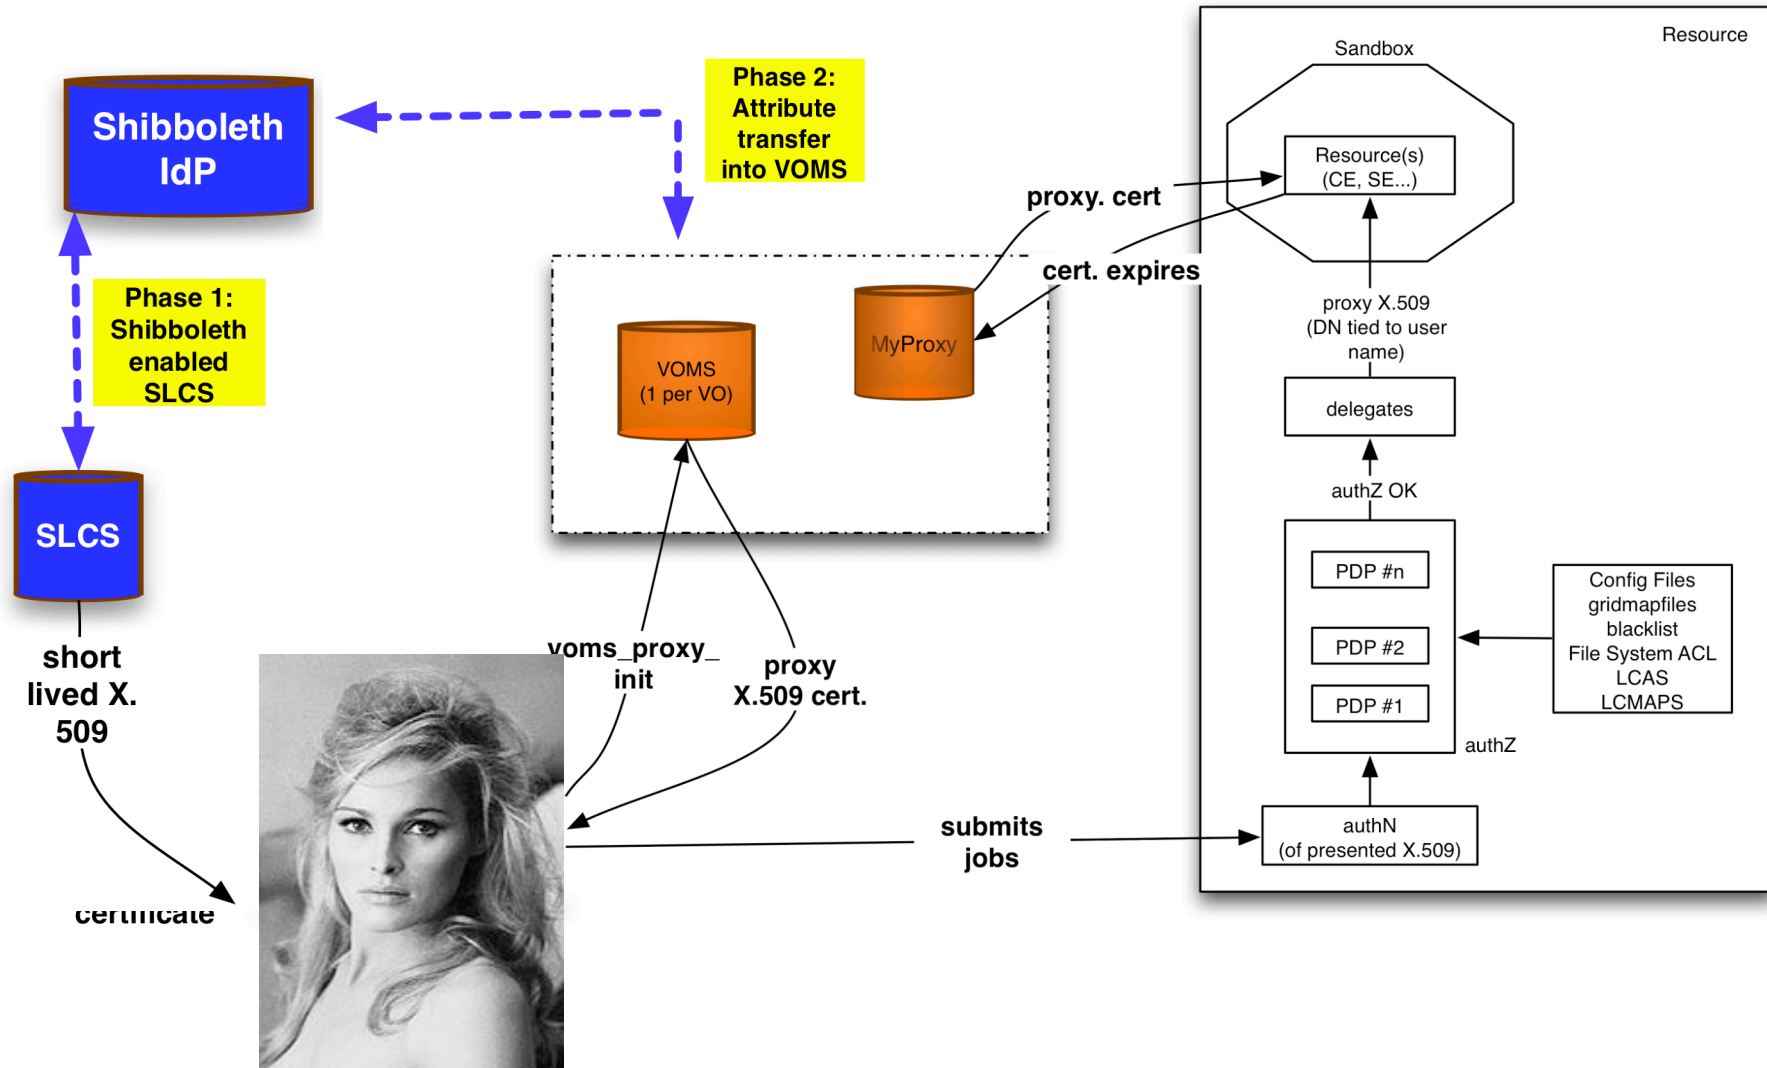 Resource
Sandbox
Resource(s)
(CE, SE...)
Shibboleth
IdP
Phase 2:
Attribute
transfer
into VOMS
proxy. cert
cert. expires
Phase 1:
Shibboleth
enabled
SLCS
MyProxy
VOMS
(1 per VO)
proxy X.509
(DN tied to user
name)
delegates
authZ OK
SLCS
PDP #n
PDP #2
PDP #1
authZ
Config Files
gridmapfiles
blacklist
File System ACL
LCAS
LCMAPS
short
lived X.
509
voms_proxy_
init
proxy
X.509 cert.
submits
jobs
authN
(of presented X.509)
certificate